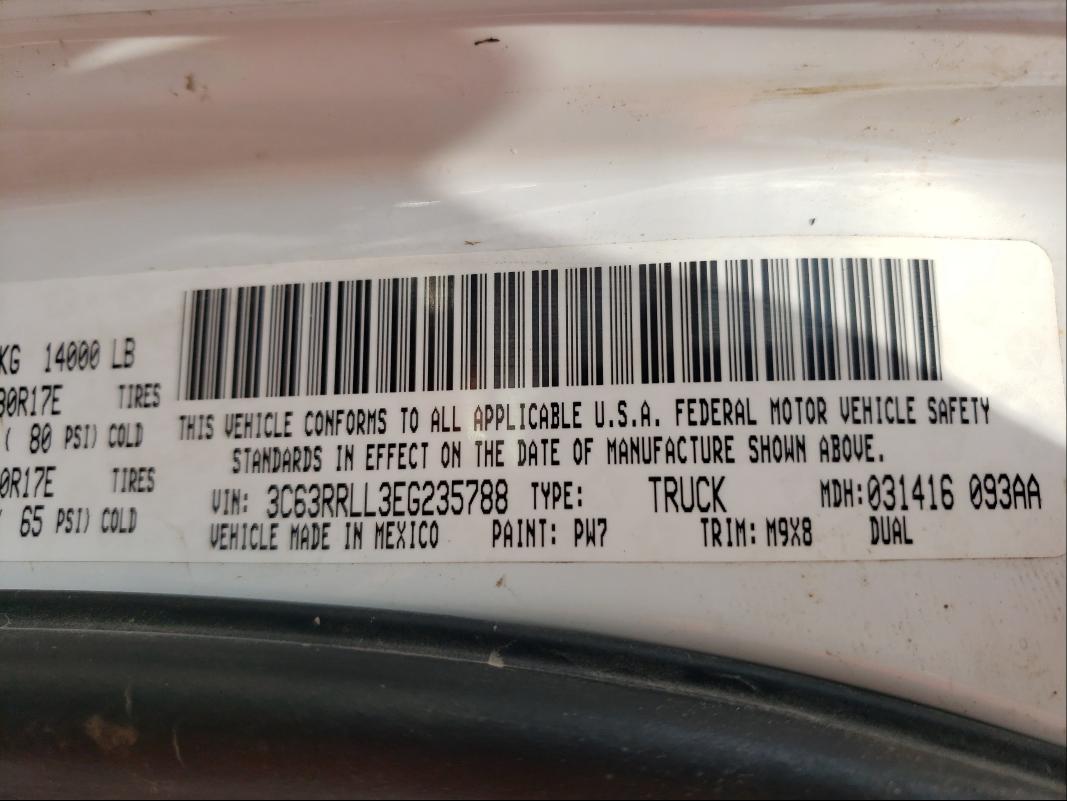 KG 14000 LB
80R17E TIRES
( 80 PSI) COLD
0R17E TIRES
65 PSI) COLD
THIS VEHICLE CONFORMS TO ALL APPLICABLE U.S.A. FEDERAL MOTOR VEHICLE SAFETY
STANDARDS IN EFFECT ON THE DATE OF MANUFACTURE SHOWN ABOVE.
VIN: 3C63RRLL3EG235788 TYPE: TRUCK MDH:031416 093AA
VEHICLE MADE IN MEXICO PAINT: PW7 TRIM: M9X8 DUAL